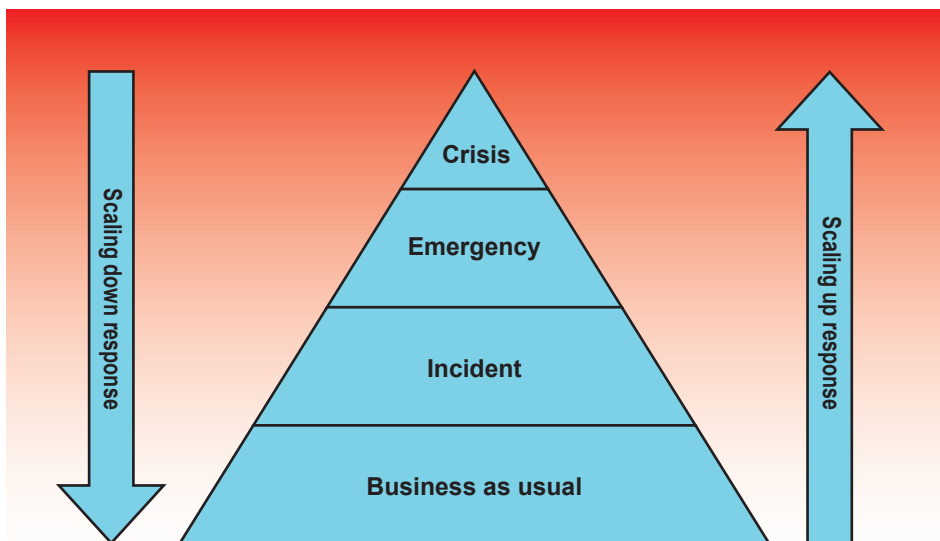 Crisis
Emergency
Incident
Business as usual
Scaling down response
Scaling up response